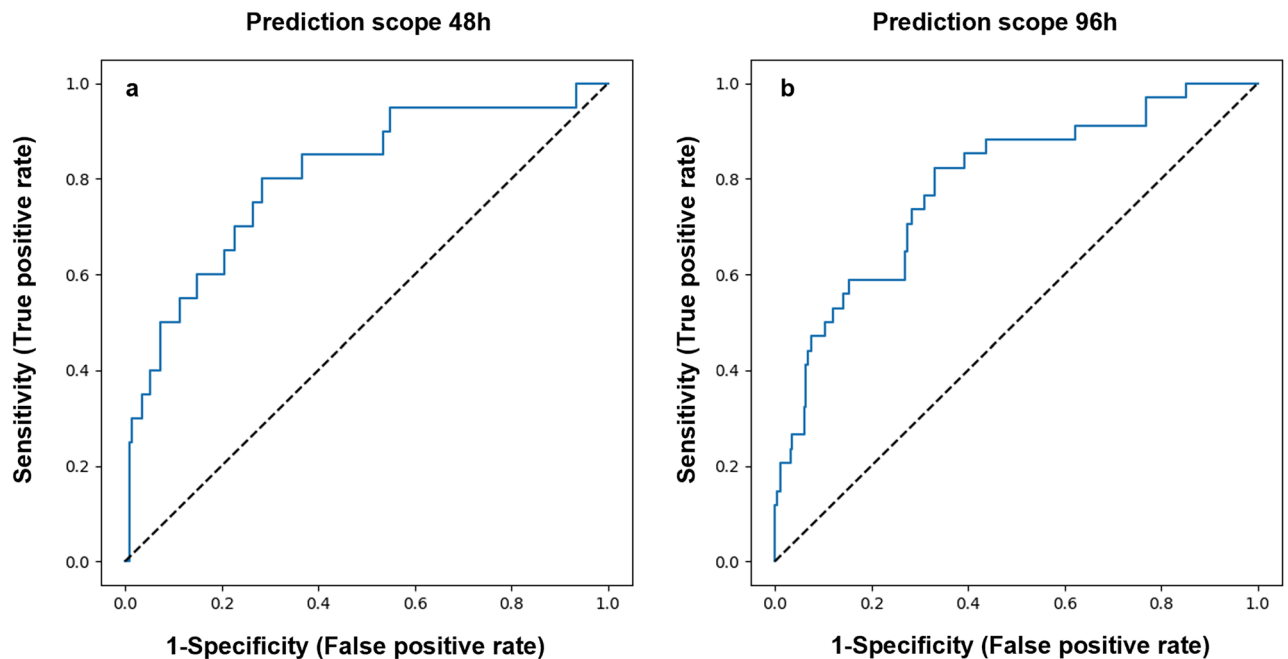 Prediction scope 48h
Prediction scope 96h
a
1.0
0.8
0.6
0.4
0.2
0.0
Sensitivity (True positive rate)
0.0 0.2 0.4 0.6 0.8 1.0
1-Specificity (False positive rate)
b
1.0
0.8
0.6
0.4
0.2
0.0
Sensitivity (True positive rate)
0.0 0.2 0.4 0.6 0.8 1.0
1-Specificity (False positive rate)